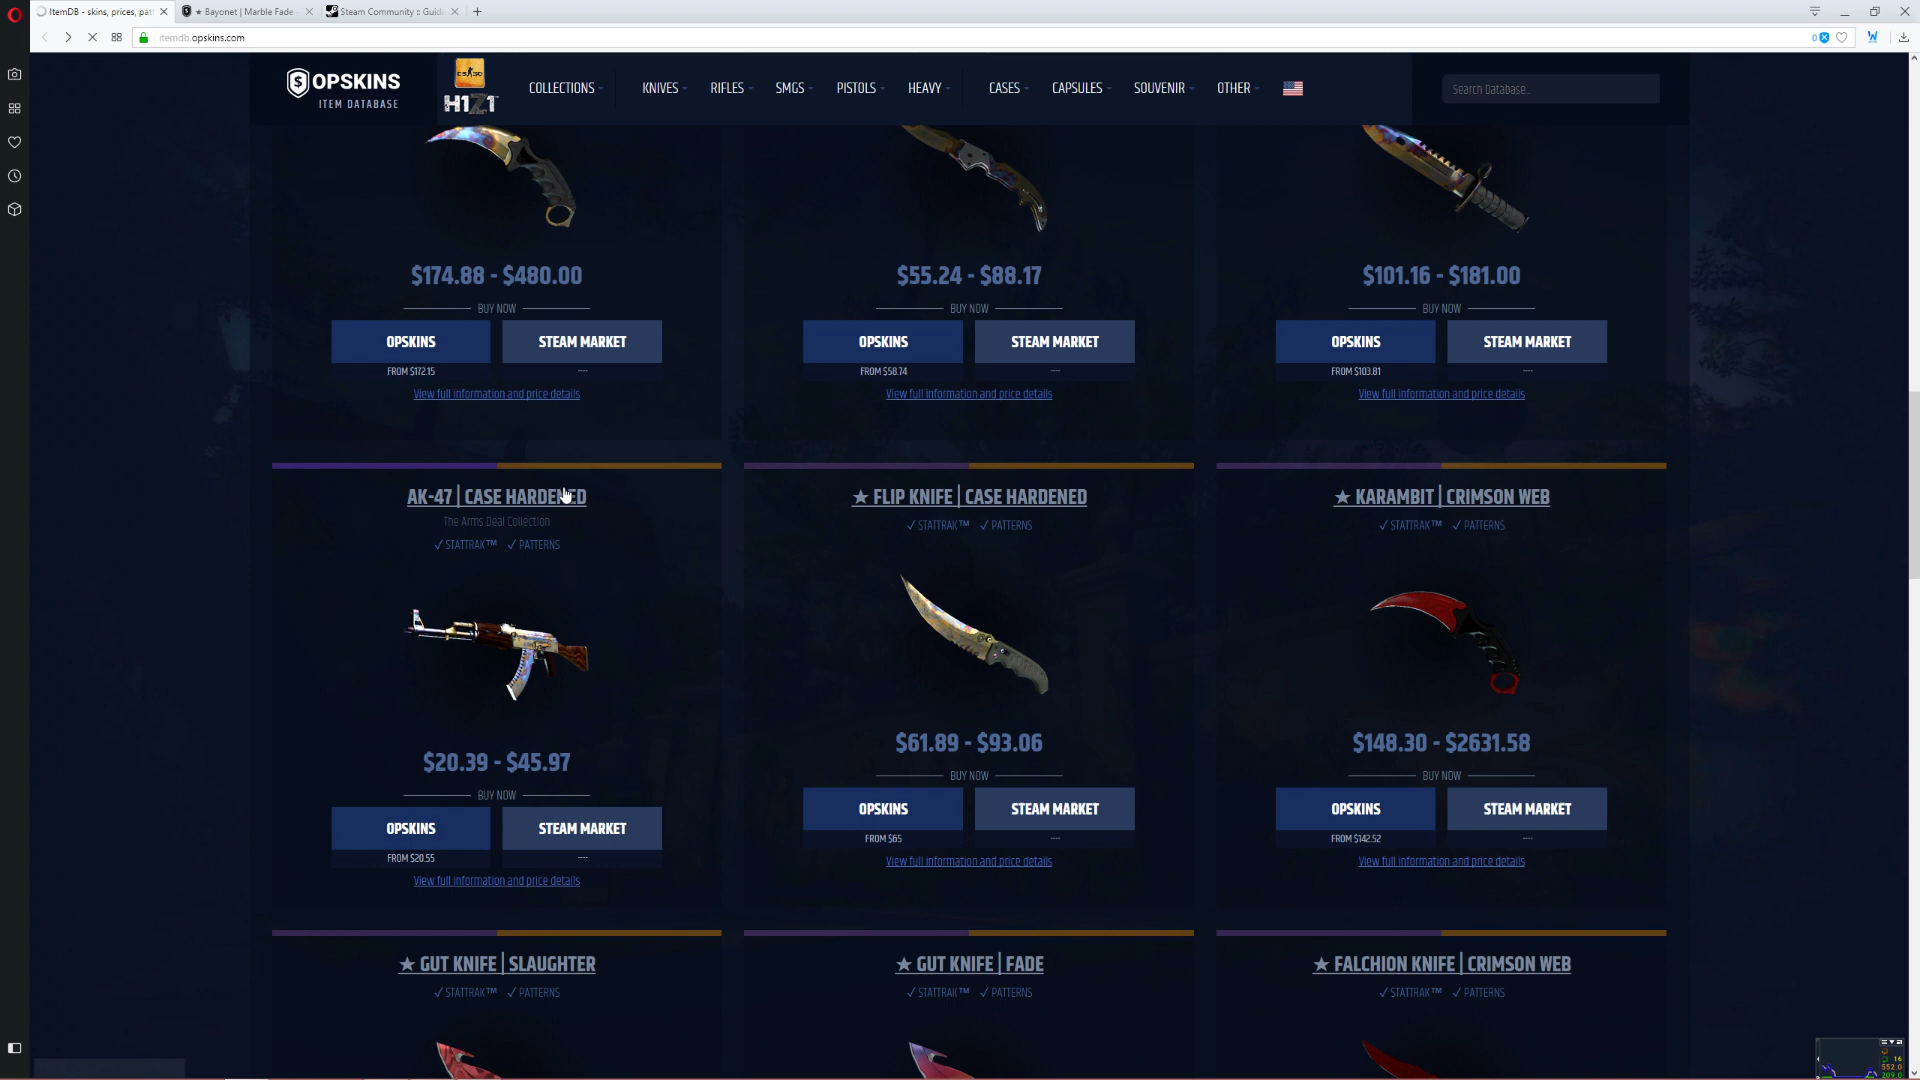 ItemDB - skins, prices, pat
★ Bayonet | Marble Fade -
Steam Community :: Guid
itemdb.opskins.com
0
OPSKINS
ITEM DATABASE
CS:GO
H1Z1
COLLECTIONS
KNIVES
RIFLES
SMGS
PISTOLS
HEAVY
CASES
CAPSULES
SOUVENIR
OTHER
Search Database..
$174.88 - $480.00
$55.24 - $88.17
$101.16 - $181.00
BUY NOW
BUY NOW
BUY NOW
OPSKINS STEAM MARKET
OPSKINS STEAM MARKET
OPSKINS STEAM MARKET
FROM $172.15 ----
FROM $58.74 ----
FROM $103.81 ----
View full information and price details
View full information and price details
View full information and price details
AK-47 | CASE HARDENED
The Arms Deal Collection
✓ STATTRAK™ ✓ PATTERNS
★ FLIP KNIFE | CASE HARDENED
✓ STATTRAK™ ✓ PATTERNS
★ KARAMBIT | CRIMSON WEB
✓ STATTRAK™ ✓ PATTERNS
$20.39 - $45.97
$61.89 - $93.06
$148.30 - $2631.58
BUY NOW
BUY NOW
BUY NOW
OPSKINS STEAM MARKET
OPSKINS STEAM MARKET
OPSKINS STEAM MARKET
FROM $20.55 ----
FROM $65 ----
FROM $142.52 ----
View full information and price details
View full information and price details
View full information and price details
★ GUT KNIFE | SLAUGHTER
✓ STATTRAK™ ✓ PATTERNS
★ GUT KNIFE | FADE
✓ STATTRAK™ ✓ PATTERNS
★ FALCHION KNIFE | CRIMSON WEB
✓ STATTRAK™ ✓ PATTERNS
16
552.0
209.0